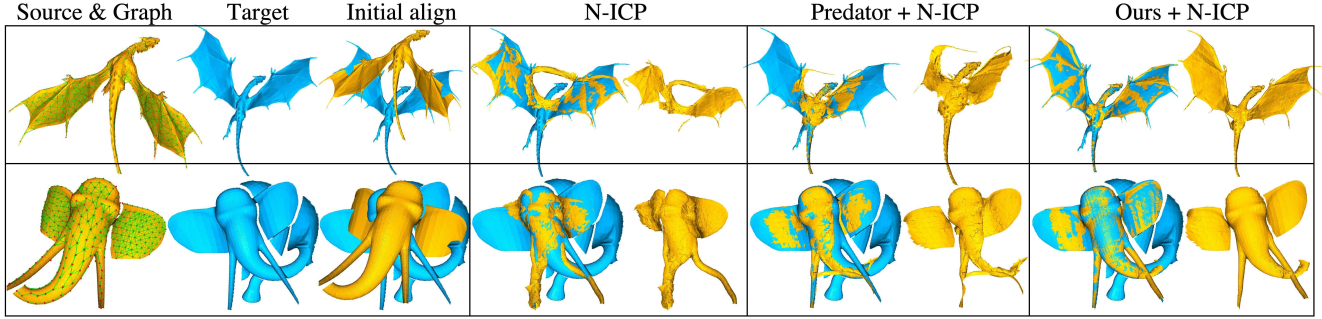 Source & Graph Target Initial align N-ICP Predator + N-ICP Ours + N-ICP